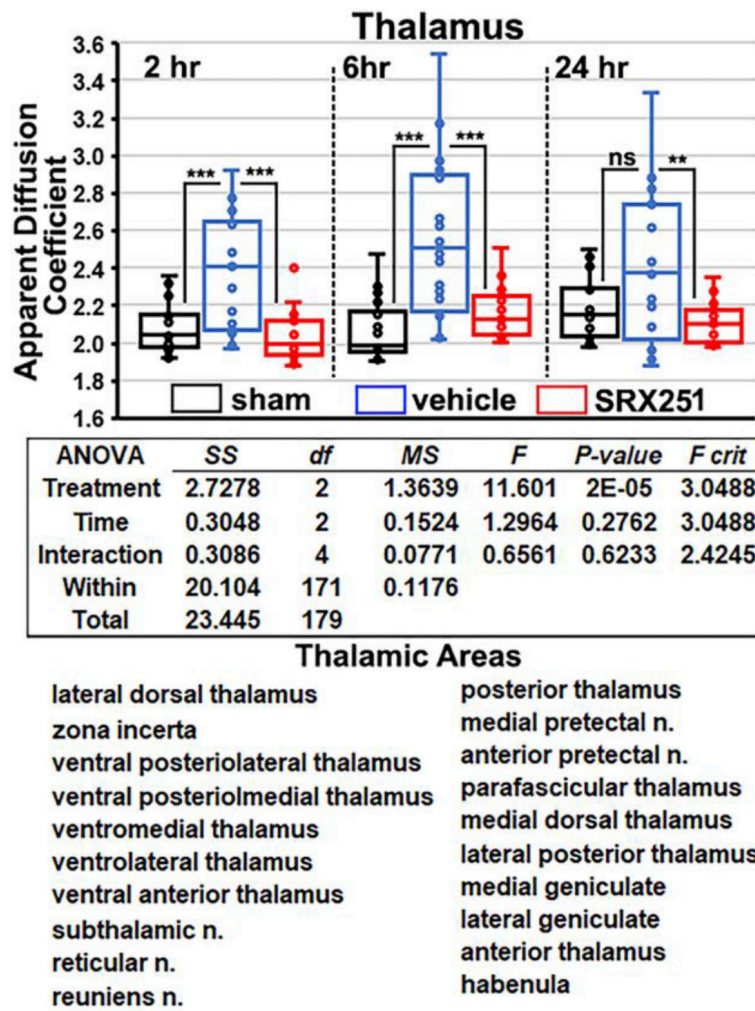 Thalamus
3.6
3.4
3.2
3.0
2.8
2.6
2.4
2.2
2.0
1.8
1.6
Apparent Diffusion
Coefficient
2 hr
6hr
24 hr
*** ***
*** ***
ns **
sham vehicle SRX251
ANOVA SS df MS F P-value F crit
Treatment 2.7278 2 1.3639 11.601 2E-05 3.0488
Time 0.3048 2 0.1524 1.2964 0.2762 3.0488
Interaction 0.3086 4 0.0771 0.6561 0.6233 2.4245
Within 20.104 171 0.1176
Total 23.445 179
Thalamic Areas
lateral dorsal thalamus
zona incerta
ventral posteriolateral thalamus
ventral posteriolmedial thalamus
ventromedial thalamus
ventrolateral thalamus
ventral anterior thalamus
subthalamic n.
reticular n.
reuniens n.
posterior thalamus
medial pretectal n.
anterior pretectal n.
parafascicular thalamus
medial dorsal thalamus
lateral posterior thalamus
medial geniculate
lateral geniculate
anterior thalamus
habenula